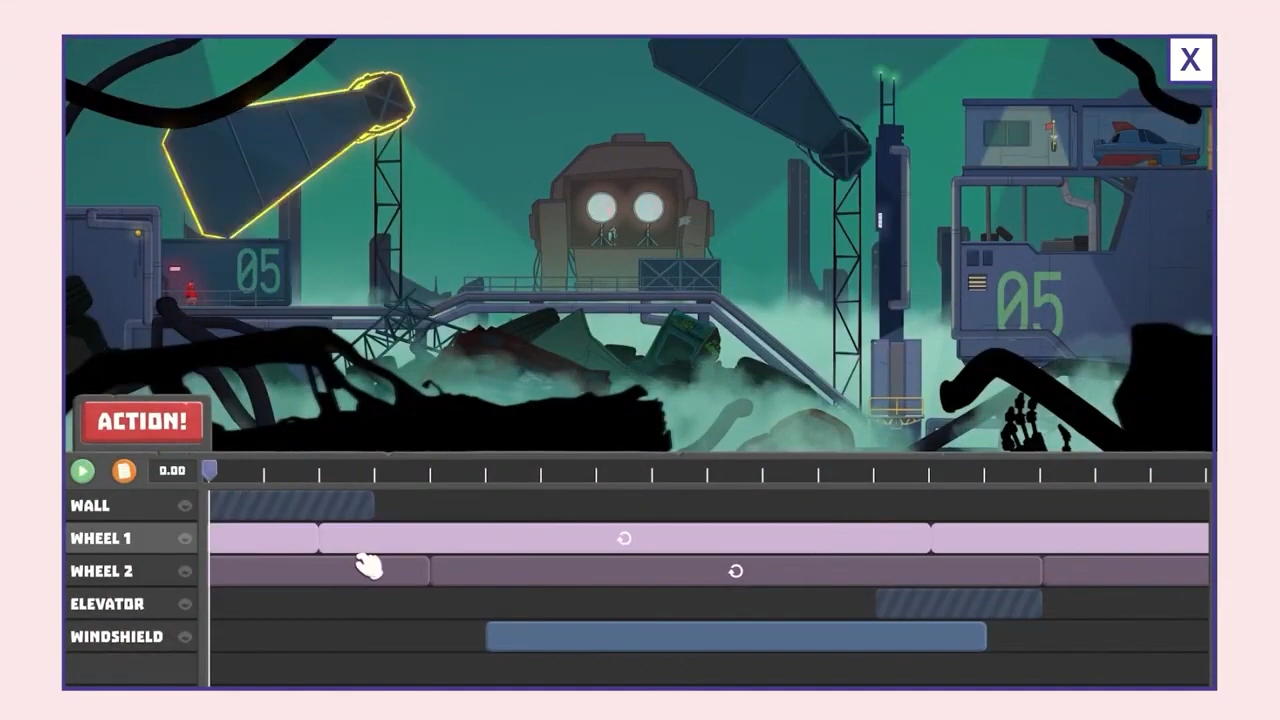 X
05
05
ACTION!
0.00
WALL
WHEEL 1
WHEEL 2
ELEVATOR
WINDSHIELD